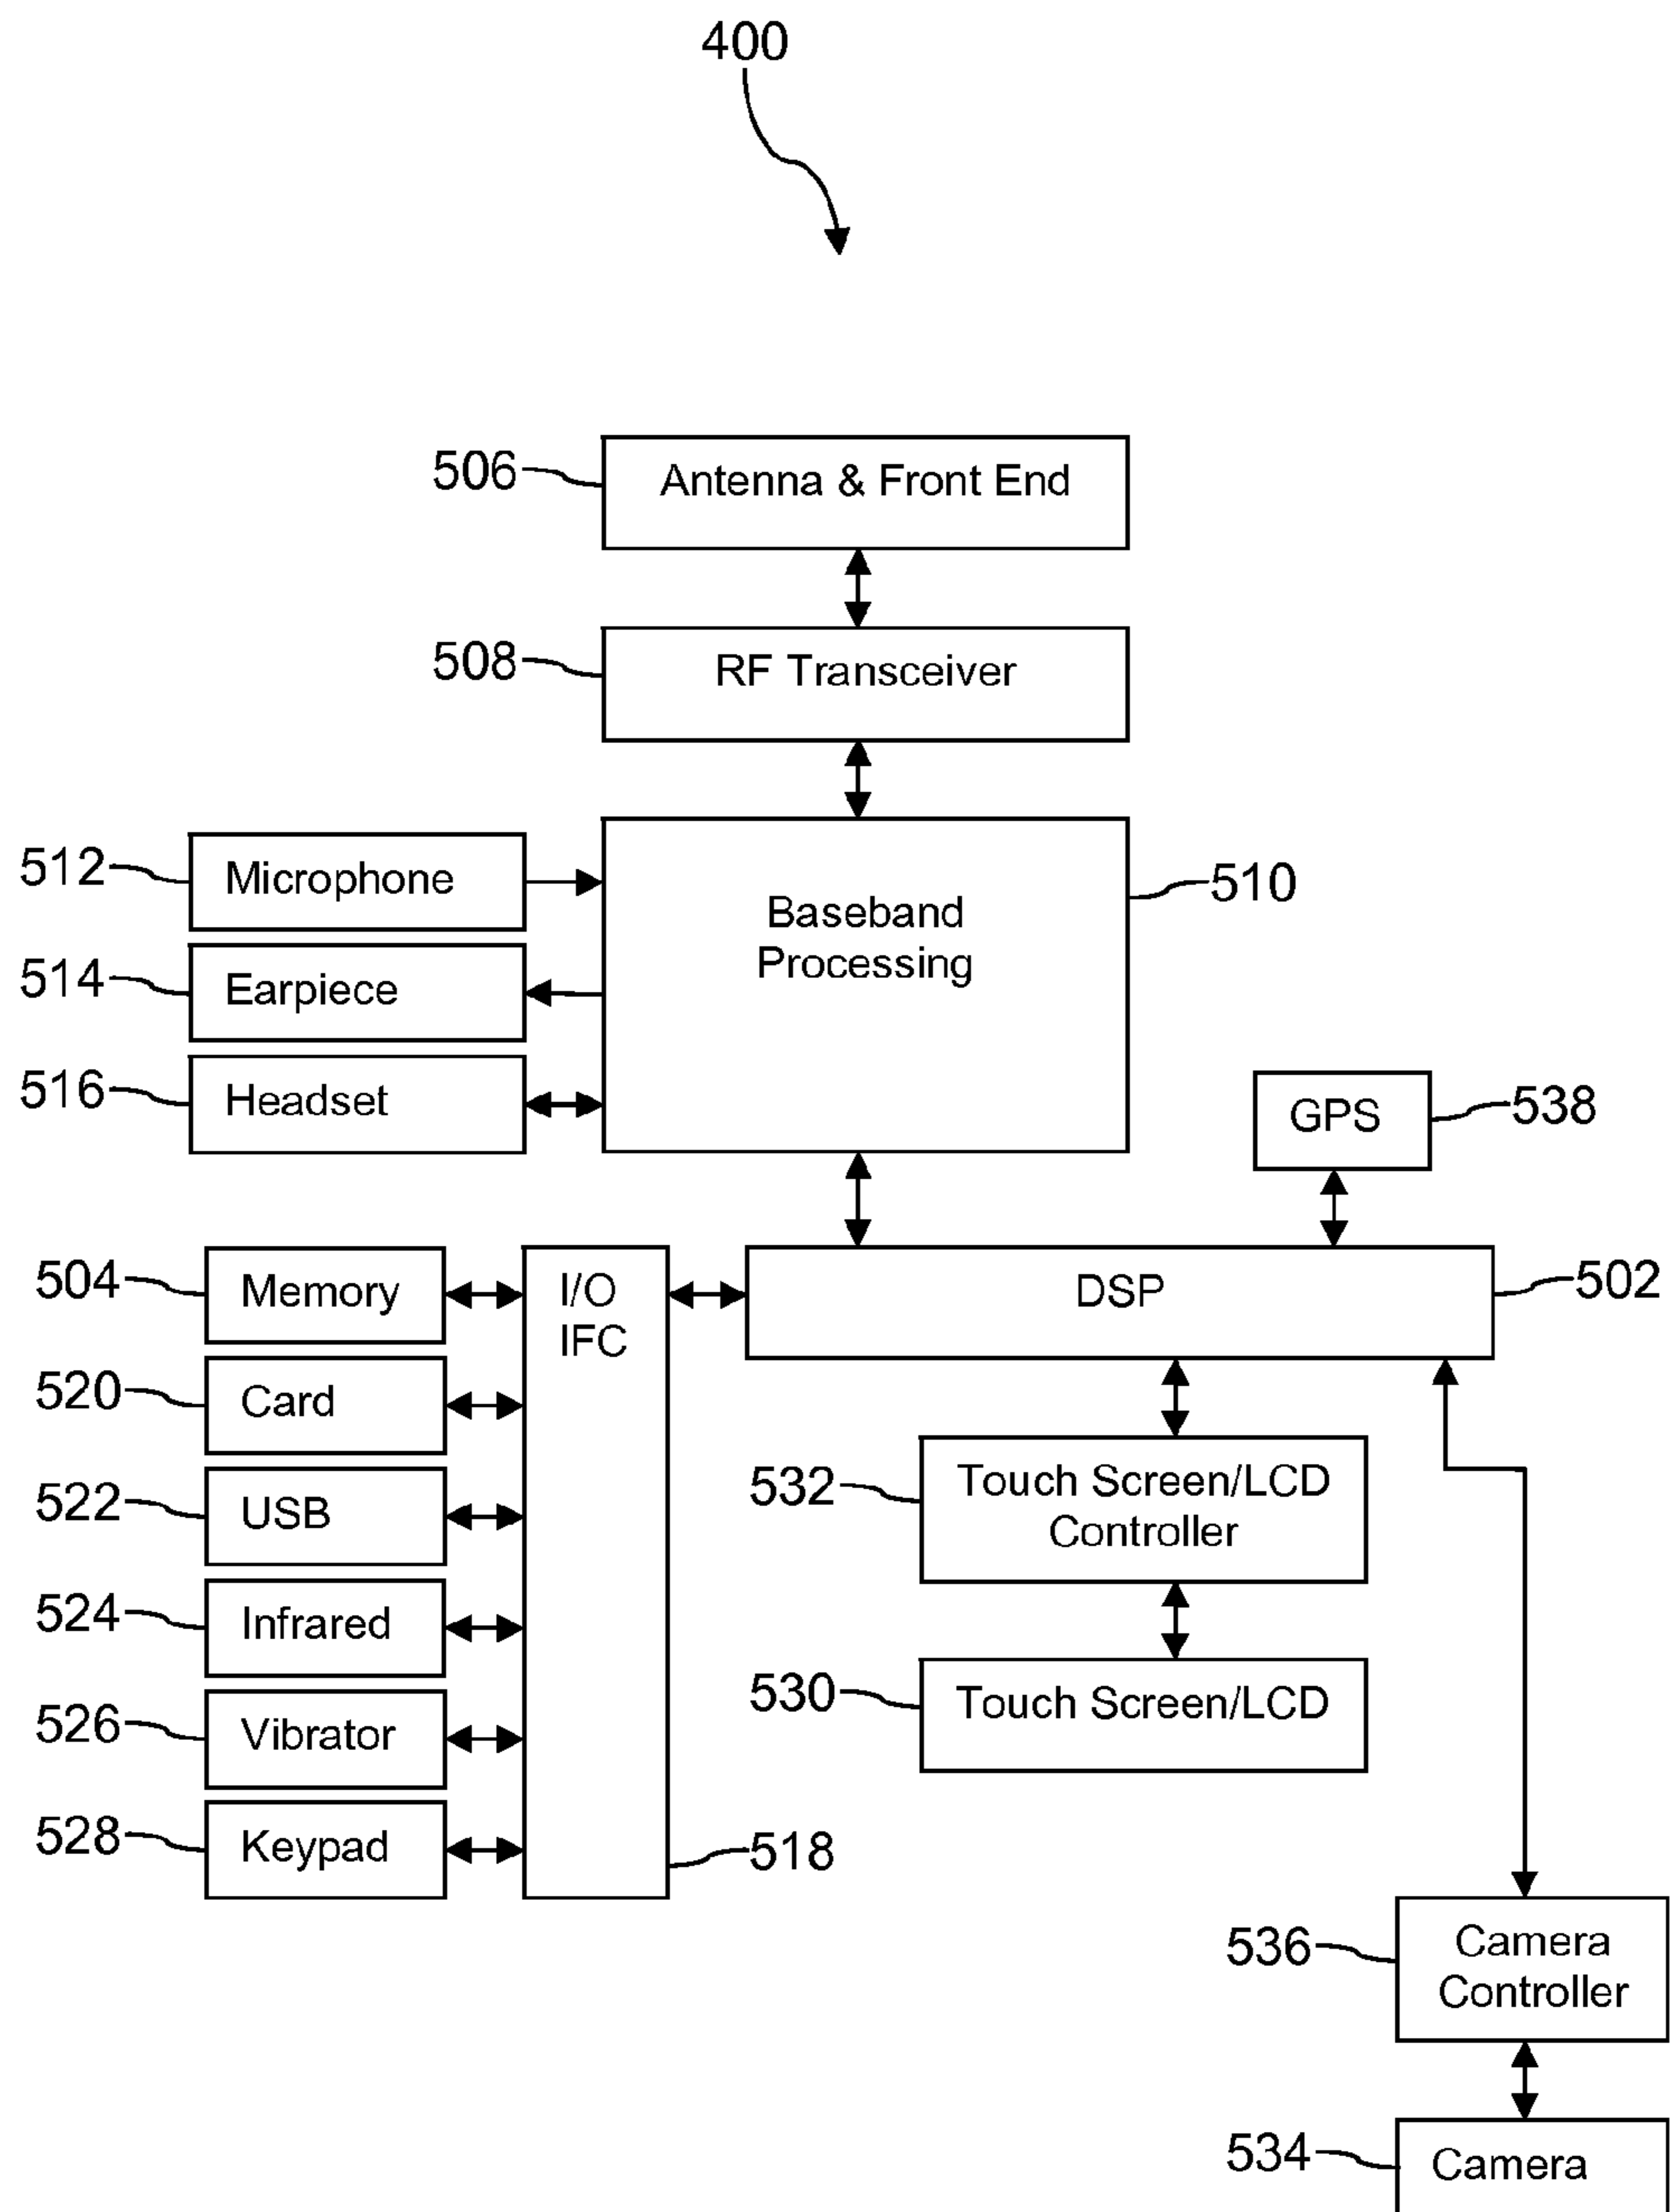 400
506
Antenna & Front End
508
RF Transceiver
512
Microphone
Baseband
Processing
510
514
Earpiece
516
Headset
GPS
538
504
Memory
I/O
IFC
DSP
502
520
Card
522
USB
532
Touch Screen/LCD
Controller
524
Infrared
530
Touch Screen/LCD
526
Vibrator
528
Keypad
518
536
Camera
Controller
534
Camera